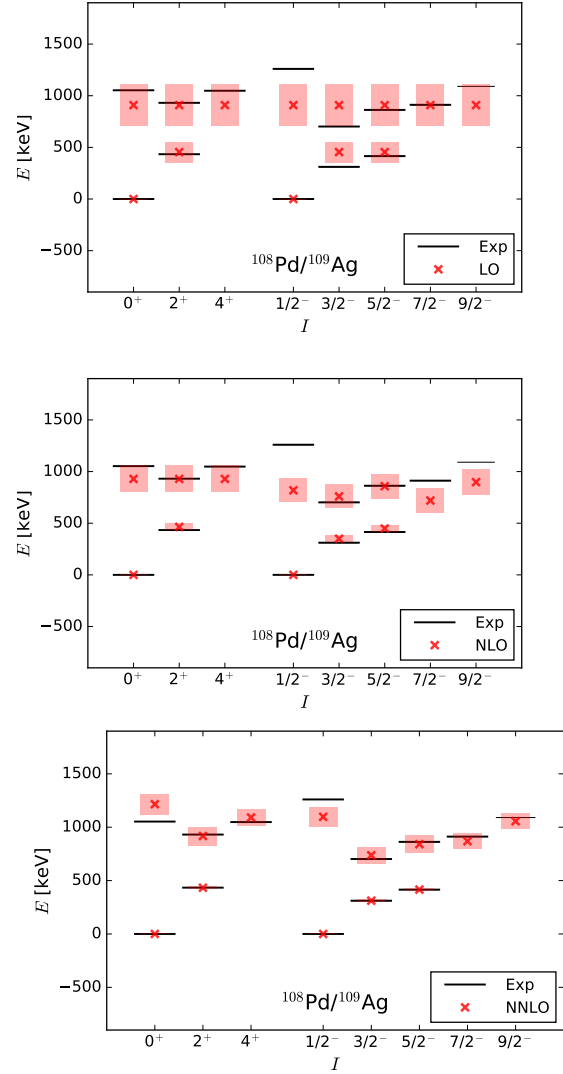 1500
1000
500
0
−500
E [keV]
¹⁰⁸Pd/¹⁰⁹Ag
Exp
LO
0⁺ 2⁺ 4⁺ 1/2⁻ 3/2⁻ 5/2⁻ 7/2⁻ 9/2⁻
I
1500
1000
500
0
−500
E [keV]
¹⁰⁸Pd/¹⁰⁹Ag
Exp
NLO
0⁺ 2⁺ 4⁺ 1/2⁻ 3/2⁻ 5/2⁻ 7/2⁻ 9/2⁻
I
1500
1000
500
0
−500
E [keV]
¹⁰⁸Pd/¹⁰⁹Ag
Exp
NNLO
0⁺ 2⁺ 4⁺ 1/2⁻ 3/2⁻ 5/2⁻ 7/2⁻ 9/2⁻
I